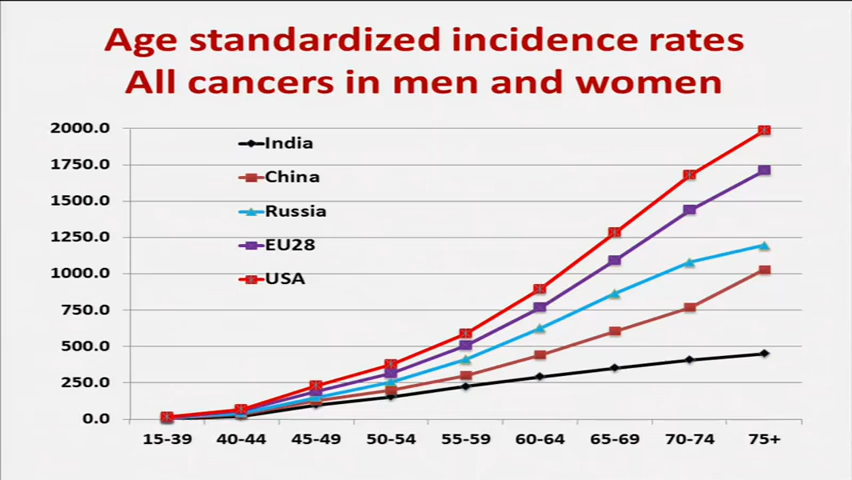 Age standardized incidence rates
All cancers in men and women
2000.0
1750.0
1500.0
1250.0
1000.0
750.0
500.0
250.0
0.0
India
China
Russia
EU28
USA
15-39 40-44 45-49 50-54 55-59 60-64 65-69 70-74 75+